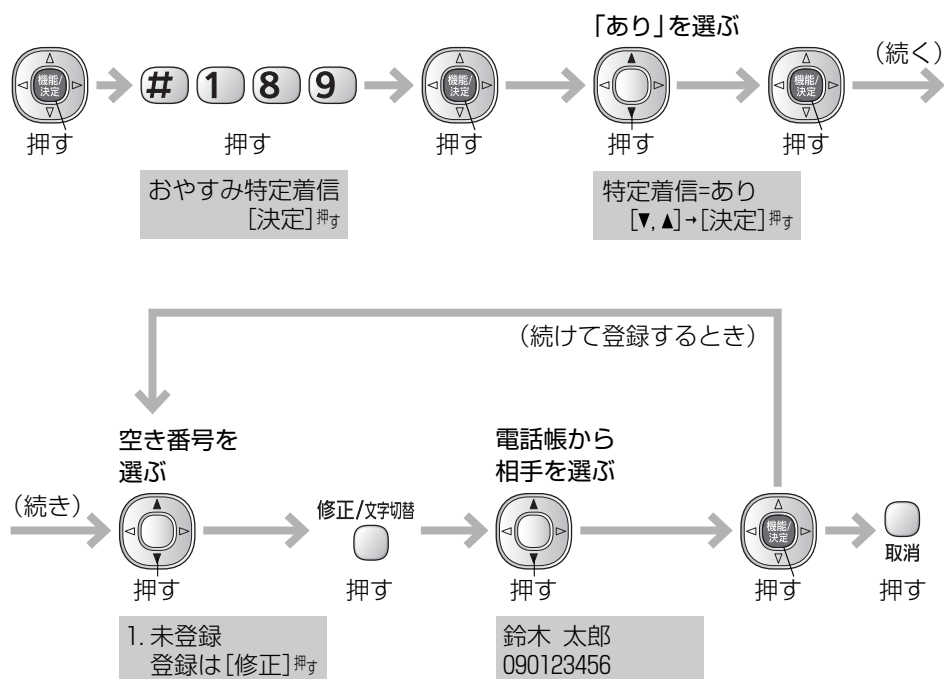 「あり」を選ぶ
(続く)
機能/
決定
# 1 8 9
機能/
決定
機能/
決定
押す
押す
押す
押す
押す
おやすみ特定着信
[決定]押す
特定着信=あり
[▼,▲]→[決定]押す
(続けて登録するとき)
空き番号を
選ぶ
電話帳から
相手を選ぶ
(続き)
修正/文字切替
機能/
決定
取消
押す
押す
押す
押す
押す
1. 未登録
登録は[修正]押す
鈴木 太郎
090123456